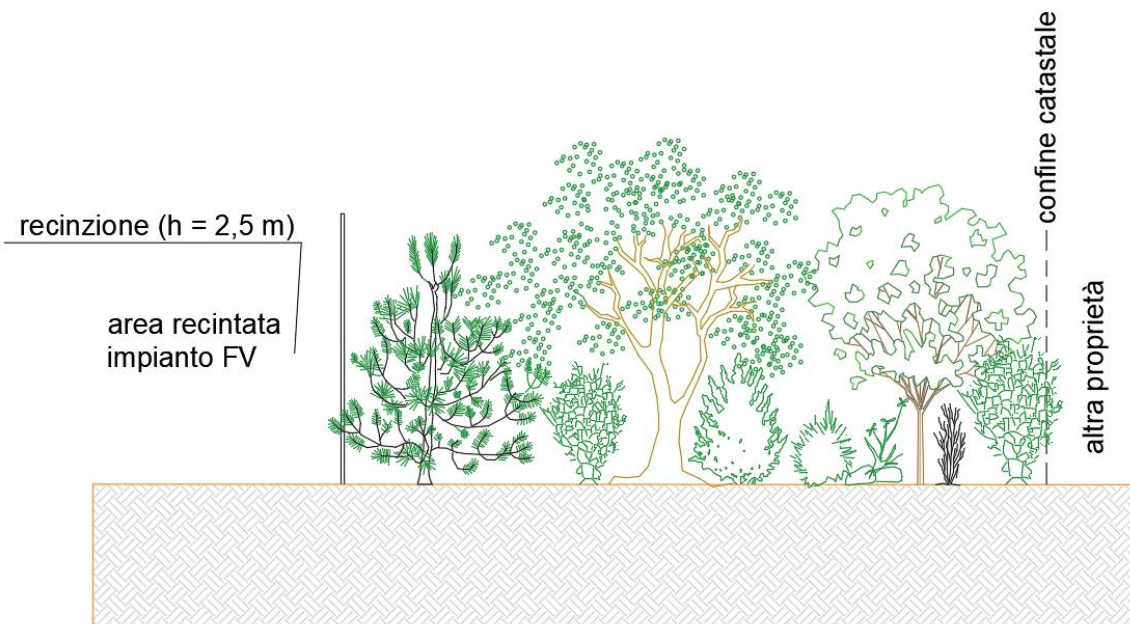 recinzione (h = 2,5 m)
area recintata
impianto FV
confine catastale
altra proprietà